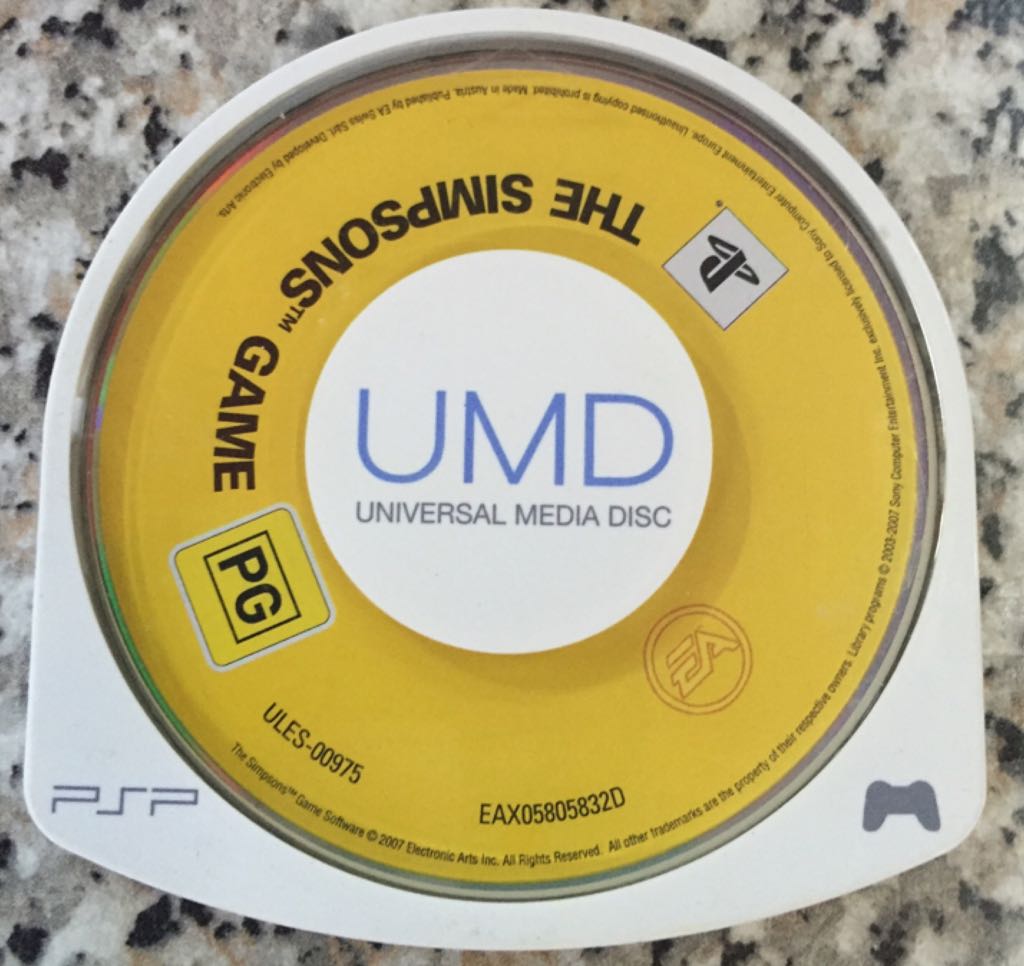 THE SIMPSONS™ GAME
UMD
UNIVERSAL MEDIA DISC
PG
EA
ULES-00975
EAX05805832D
The Simpsons™ Game Software © 2007 Electronic Arts Inc. All Rights Reserved. All other trademarks are the property of their respective owners. Library programs © 2003-2007 Sony Computer Entertainment Inc. exclusively licensed to Sony Computer Entertainment Europe. Unauthorised copying is prohibited. Made in Austria. Published by EA Swiss Sàrl. Developed by Electronic Arts.
PSP